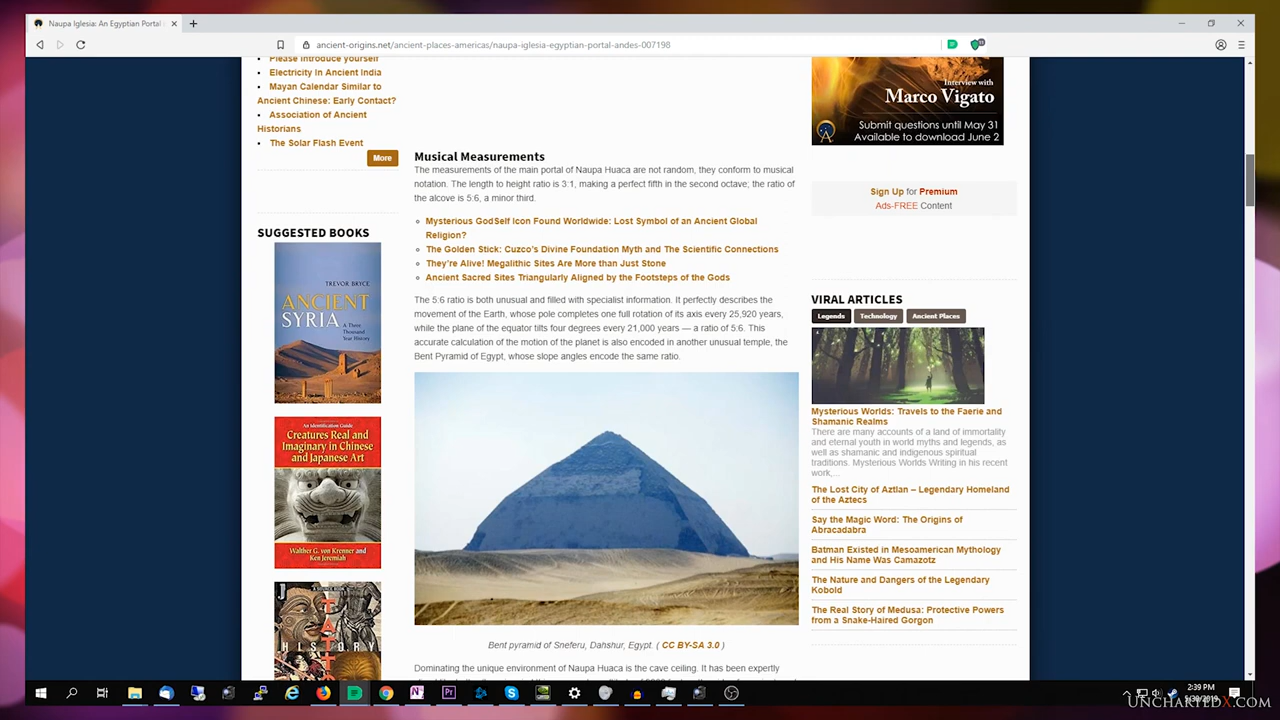 Naupa Iglesia: An Egyptian Portal
ancient-origins.net/ancient-places-americas/naupa-iglesia-egyptian-portal-andes-007198
Please introduce yourself
Electricity In Ancient India
Mayan Calendar Similar to
Ancient Chinese: Early Contact?
Association of Ancient
Historians
The Solar Flash Event
More
SUGGESTED BOOKS
TREVOR BRYCE
ANCIENT
SYRIA
A Three
Thousand
Year History
An Identification Guide
Creatures Real and
Imaginary in Chinese
and Japanese Art
Walther G. von Krenner and
Ken Jeremiah
HISTORY
Musical Measurements
The measurements of the main portal of Naupa Huaca are not random, they conform to musical
notation. The length to height ratio is 3:1, making a perfect fifth in the second octave; the ratio of
the alcove is 5:6, a minor third.
Mysterious GodSelf Icon Found Worldwide: Lost Symbol of an Ancient Global
Religion?
The Golden Stick: Cuzco's Divine Foundation Myth and The Scientific Connections
They're Alive! Megalithic Sites Are More than Just Stone
Ancient Sacred Sites Triangularly Aligned by the Footsteps of the Gods
The 5:6 ratio is both unusual and filled with specialist information. It perfectly describes the
movement of the Earth, whose pole completes one full rotation of its axis every 25,920 years,
while the plane of the equator tilts four degrees every 21,000 years — a ratio of 5:6. This
accurate calculation of the motion of the planet is also encoded in another unusual temple, the
Bent Pyramid of Egypt, whose slope angles encode the same ratio.
Bent pyramid of Sneferu, Dahshur, Egypt. ( CC BY-SA 3.0 )
Dominating the unique environment of Naupa Huaca is the cave ceiling. It has been expertly
Interview with
Marco Vigato
Submit questions until May 31
Available to download June 2
Sign Up for Premium
Ads-FREE Content
VIRAL ARTICLES
Legends Technology Ancient Places
Mysterious Worlds: Travels to the Faerie and
Shamanic Realms
There are many accounts of a land of immortality
and eternal youth in world myths and legends, as
well as shamanic and indigenous spiritual
traditions. Mysterious Worlds Writing in his recent
work,...
The Lost City of Aztlan – Legendary Homeland
of the Aztecs
Say the Magic Word: The Origins of
Abracadabra
Batman Existed in Mesoamerican Mythology
and His Name Was Camazotz
The Nature and Dangers of the Legendary
Kobold
The Real Story of Medusa: Protective Powers
from a Snake-Haired Gorgon
2:39 PM
UNCHARTEDX.COM